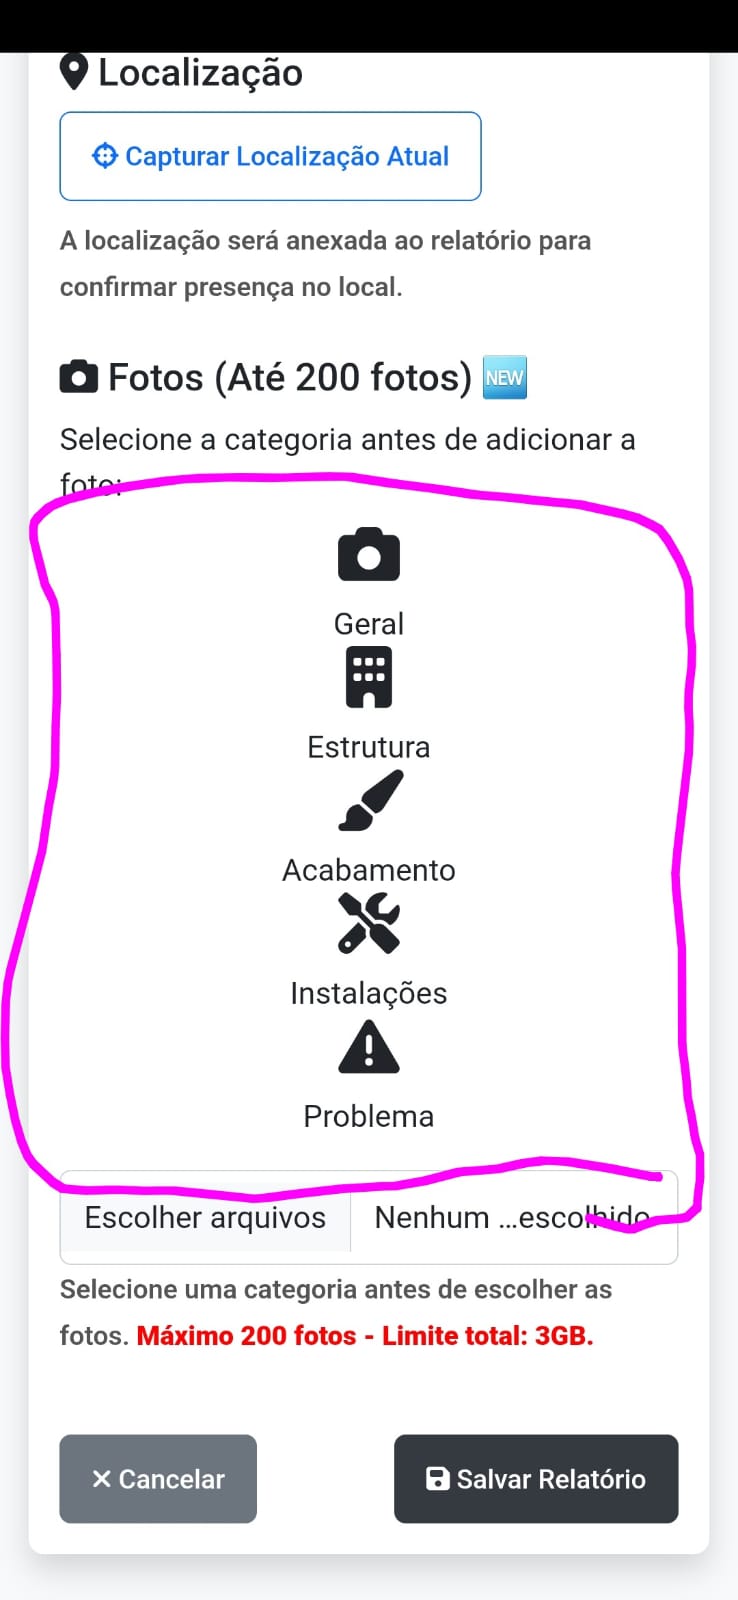 Localização
Capturar Localização Atual
A localização será anexada ao relatório para
confirmar presença no local.
Fotos (Até 200 fotos) NEW
Selecione a categoria antes de adicionar a
foto:
Geral
Estrutura
Acabamento
Instalações
Problema
Escolher arquivos Nenhum ...escolhido
Selecione uma categoria antes de escolher as
fotos. Máximo 200 fotos - Limite total: 3GB.
Cancelar Salvar Relatório